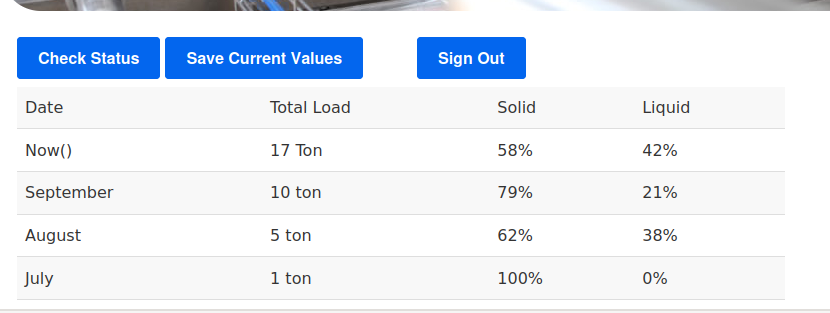 Check Status Save Current Values Sign Out
Date Total Load Solid Liquid
Now() 17 Ton 58% 42%
September 10 ton 79% 21%
August 5 ton 62% 38%
July 1 ton 100% 0%